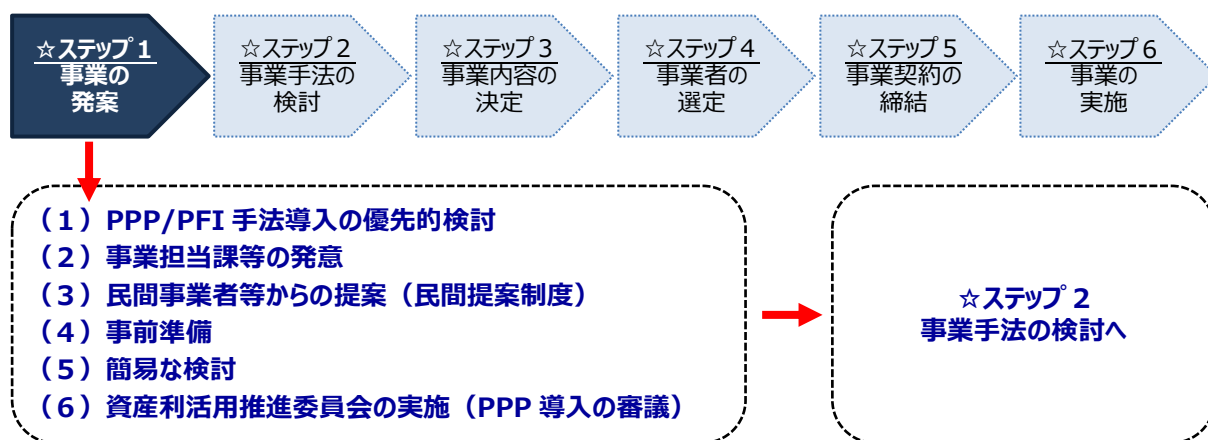 ☆ステップ1
事業の
発案
☆ステップ2
事業手法の
検討
☆ステップ3
事業内容の
決定
☆ステップ4
事業者の
選定
☆ステップ5
事業契約の
締結
☆ステップ6
事業の
実施
（1）PPP/PFI 手法導入の優先的検討
（2）事業担当課等の発意
（3）民間事業者等からの提案（民間提案制度）
（4）事前準備
（5）簡易な検討
（6）資産利活用推進委員会の実施（PPP 導入の審議）
☆ステップ2
事業手法の検討へ